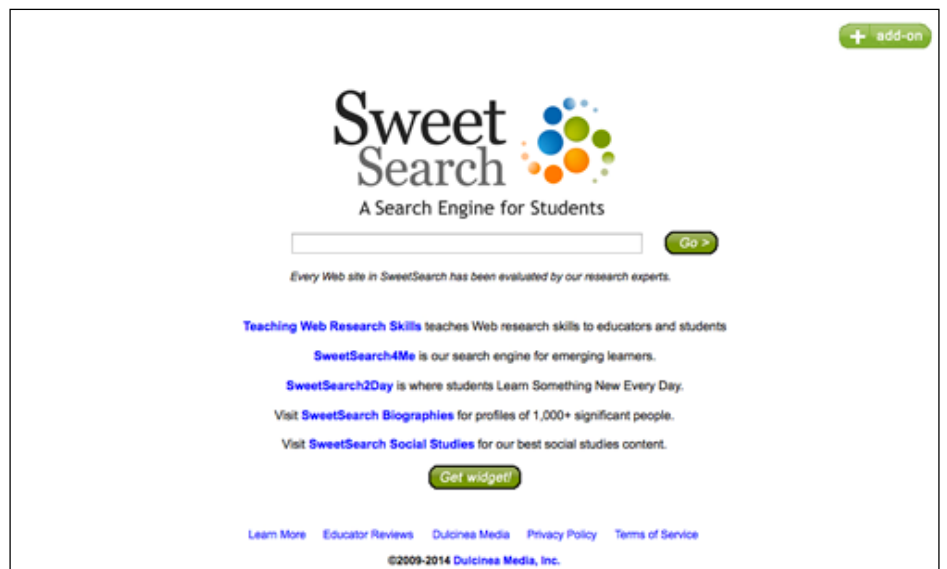 + add-on
Sweet
Search
A Search Engine for Students
Go >
Every Web site in SweetSearch has been evaluated by our research experts.
Teaching Web Research Skills teaches Web research skills to educators and students
SweetSearch4Me is our search engine for emerging learners.
SweetSearch2Day is where students Learn Something New Every Day.
Visit SweetSearch Biographies for profiles of 1,000+ significant people.
Visit SweetSearch Social Studies for our best social studies content.
Get widget!
Learn More Educator Reviews Dulcinea Media Privacy Policy Terms of Service
©2009-2014 Dulcinea Media, Inc.